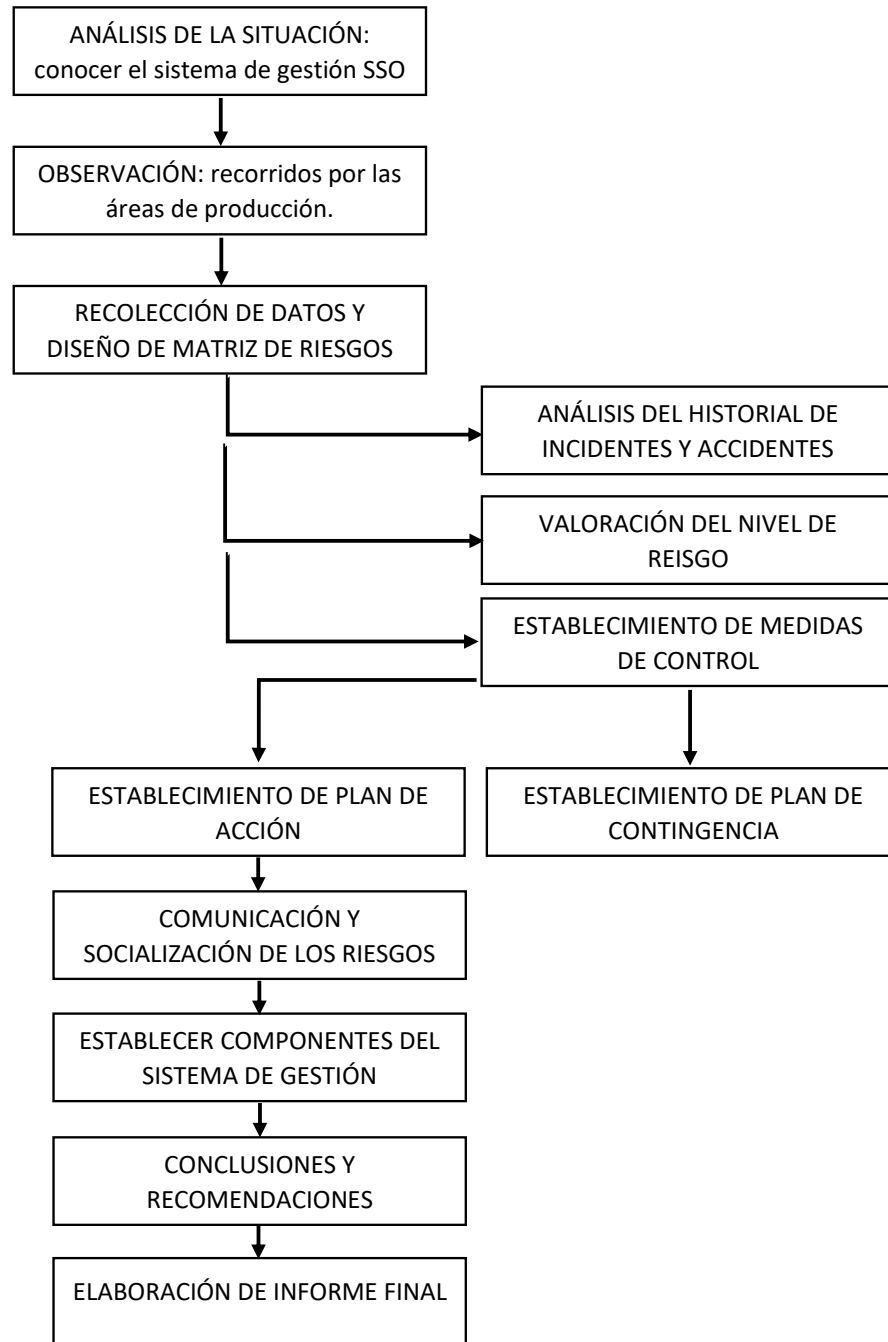 ANÁLISIS DE LA SITUACIÓN:
conocer el sistema de gestión SSO
OBSERVACIÓN: recorridos por las
áreas de producción.
RECOLECCIÓN DE DATOS Y
DISEÑO DE MATRIZ DE RIESGOS
ANÁLISIS DEL HISTORIAL DE
INCIDENTES Y ACCIDENTES
VALORACIÓN DEL NIVEL DE
REISGO
ESTABLECIMIENTO DE MEDIDAS
DE CONTROL
ESTABLECIMIENTO DE PLAN DE
ACCIÓN
ESTABLECIMIENTO DE PLAN DE
CONTINGENCIA
COMUNICACIÓN Y
SOCIALIZACIÓN DE LOS RIESGOS
ESTABLECER COMPONENTES DEL
SISTEMA DE GESTIÓN
CONCLUSIONES Y
RECOMENDACIONES
ELABORACIÓN DE INFORME FINAL